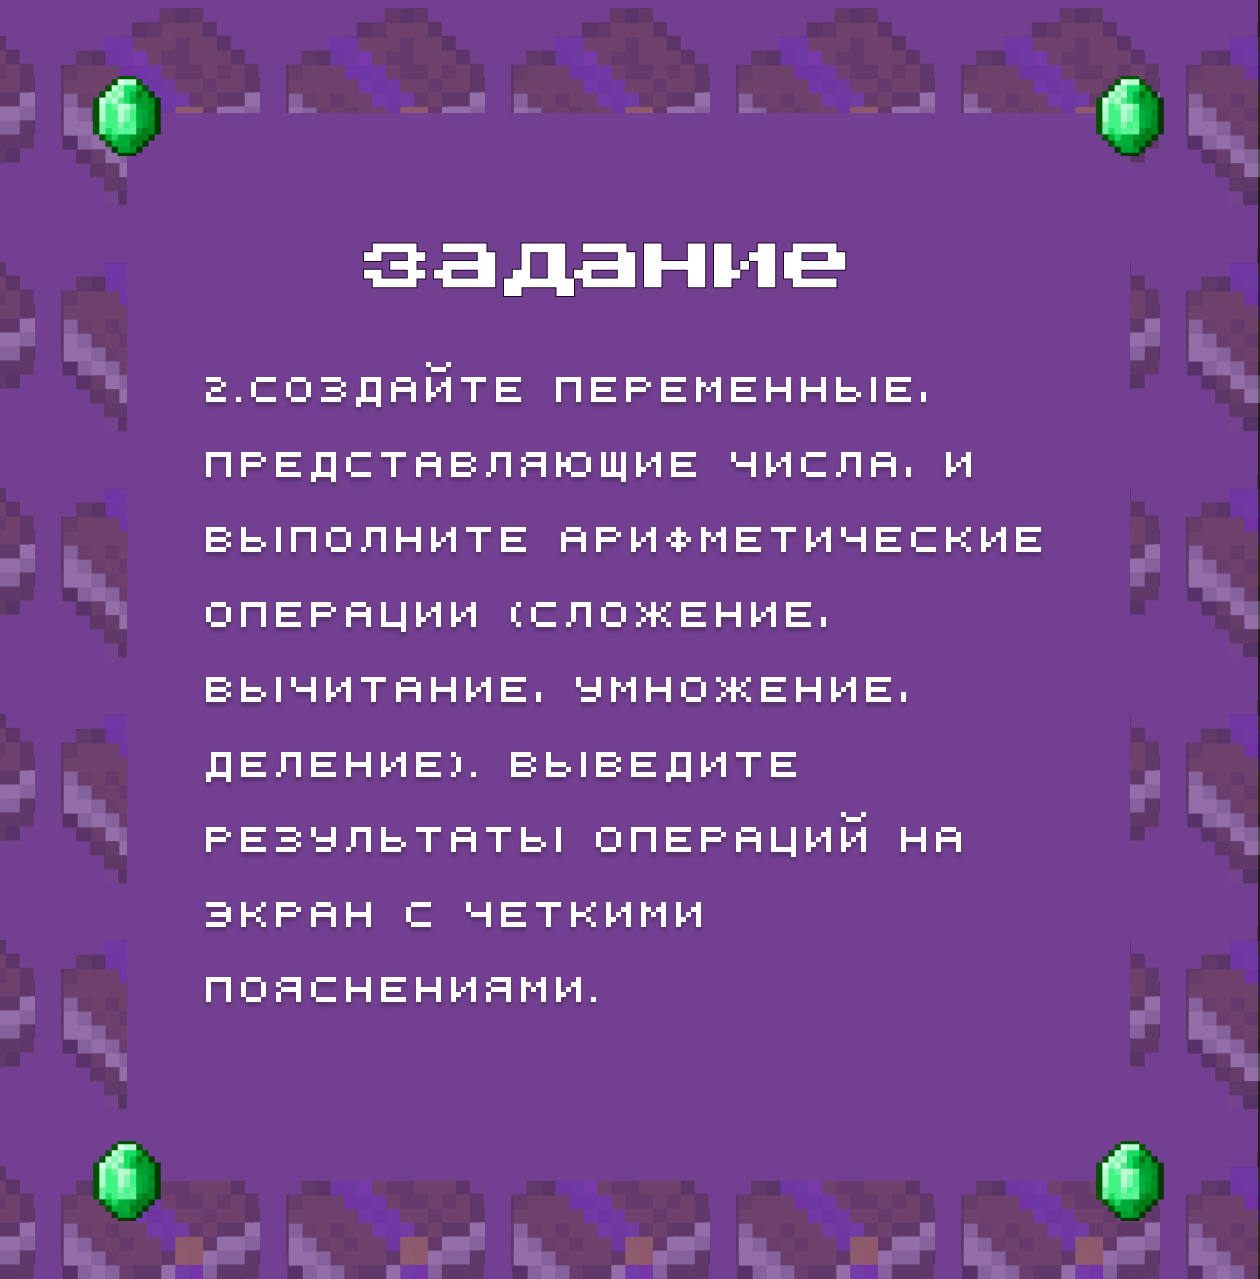 задание
2.СОЗДАЙТЕ ПЕРЕМЕННЫЕ,
ПРЕДСТАВЛЯЮЩИЕ ЧИСЛА, И
ВЫПОЛНИТЕ АРИФМЕТИЧЕСКИЕ
ОПЕРАЦИИ (СЛОЖЕНИЕ,
ВЫЧИТАНИЕ, УМНОЖЕНИЕ,
ДЕЛЕНИЕ). ВЫВЕДИТЕ
РЕЗУЛЬТАТЫ ОПЕРАЦИЙ НА
ЭКРАН С ЧЕТКИМИ
ПОЯСНЕНИЯМИ.